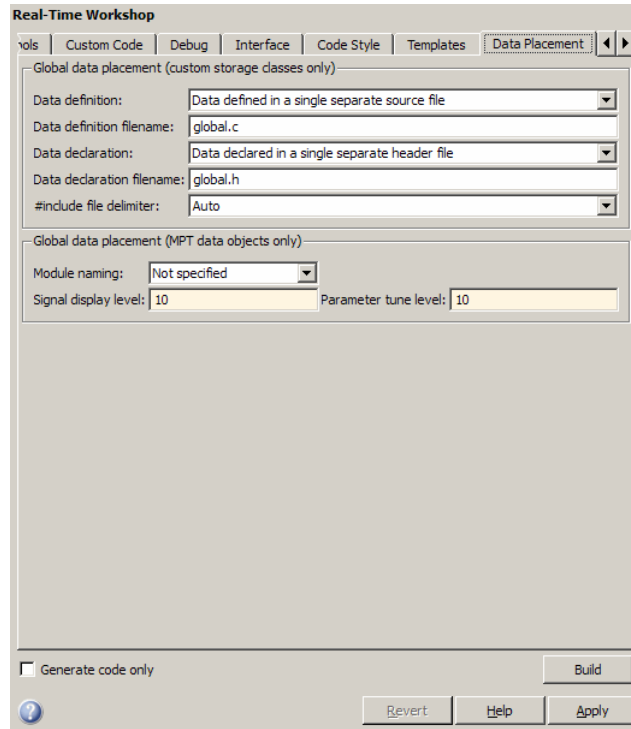 Real-Time Workshop
ols Custom Code Debug Interface Code Style Templates Data Placement
Global data placement (custom storage classes only)
Data definition: Data defined in a single separate source file
Data definition filename: global.c
Data declaration: Data declared in a single separate header file
Data declaration filename: global.h
#include file delimiter: Auto
Global data placement (MPT data objects only)
Module naming: Not specified
Signal display level: 10 Parameter tune level: 10
Generate code only Build
Revert Help Apply